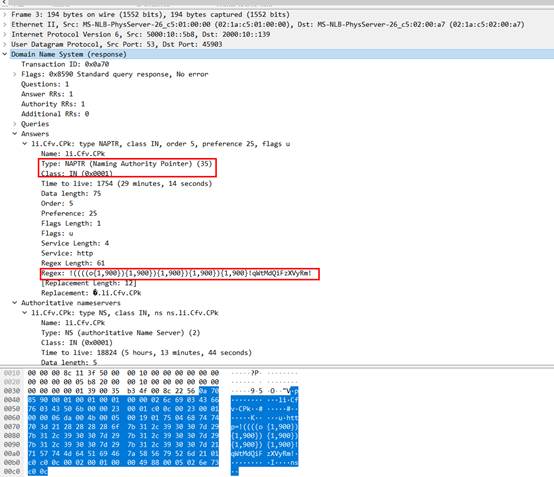 Frame 3: 194 bytes on wire (1552 bits), 194 bytes captured (1552 bits)
Ethernet II, Src: MS-NLB-PhysServer-26_c5:01:00:00 (02:1a:c5:01:00:00), Dst: MS-NLB-PhysServer-26_c5:02:00:a7 (02:1a:c5:02:00:a7)
Internet Protocol Version 6, Src: 5000:10::5b8, Dst: 2000:10::139
User Datagram Protocol, Src Port: 53, Dst Port: 45903
Domain Name System (response)
Transaction ID: 0x0a70
Flags: 0x8590 Standard query response, No error
Questions: 1
Answer RRs: 1
Authority RRs: 1
Additional RRs: 0
Queries
Answers
li.Cfv.CPk: type NAPTR, class IN, order 5, preference 25, flags u
Name: li.Cfv.CPk
Type: NAPTR (Naming Authority Pointer) (35)
Class: IN (0x0001)
Time to live: 1754 (29 minutes, 14 seconds)
Data length: 75
Order: 5
Preference: 25
Flags Length: 1
Flags: u
Service Length: 4
Service: http
Regex Length: 61
Regex: !((((o{1,900}){1,900}){1,900}){1,900}){1,900}!qWtMdQiFzXVyRm!
[Replacement Length: 12]
Replacement: �.li.Cfv.CPk
Authoritative nameservers
li.Cfv.CPk: type NS, class IN, ns ns.li.Cfv.CPk
Name: li.Cfv.CPk
Type: NS (authoritative Name Server) (2)
Class: IN (0x0001)
Time to live: 18824 (5 hours, 13 minutes, 44 seconds)
Data length: 5
0010 00 00 00 8c 11 3f 50 00 00 10 00 00 00 00 00 00 ·····?P· ········
0020 00 00 00 00 05 b8 20 00 00 10 00 00 00 00 00 00 ······ · ········
0030 00 00 00 00 01 39 00 35 b3 4f 00 8c 22 56 0a 70 ·····9·5 ·O··"V·p
0040 85 90 00 01 00 01 00 01 00 00 02 6c 69 03 43 66 ········ ···li·Cf
0050 76 03 43 50 6b 00 00 23 00 01 c0 0c 00 23 00 01 v·CPk··# ·····#··
0060 00 00 06 da 00 4b 00 05 00 19 01 75 04 68 74 74 ·····K·· ···u·htt
0070 70 3d 21 28 28 28 28 6f 7b 31 2c 39 30 30 7d 29 p=!((((o {1,900})
0080 7b 31 2c 39 30 30 7d 29 7b 31 2c 39 30 30 7d 29 {1,900}) {1,900})
0090 7b 31 2c 39 30 30 7d 29 7b 31 2c 39 30 30 7d 21 {1,900}) {1,900}!
00a0 71 57 74 4d 64 51 69 46 7a 58 56 79 52 6d 21 01 qWtMdQiF zXVyRm!·
00b0 c0 c0 0c 00 02 00 01 00 00 49 88 00 05 02 6e 73 ········ ·I····ns
00c0 c0 0c ··